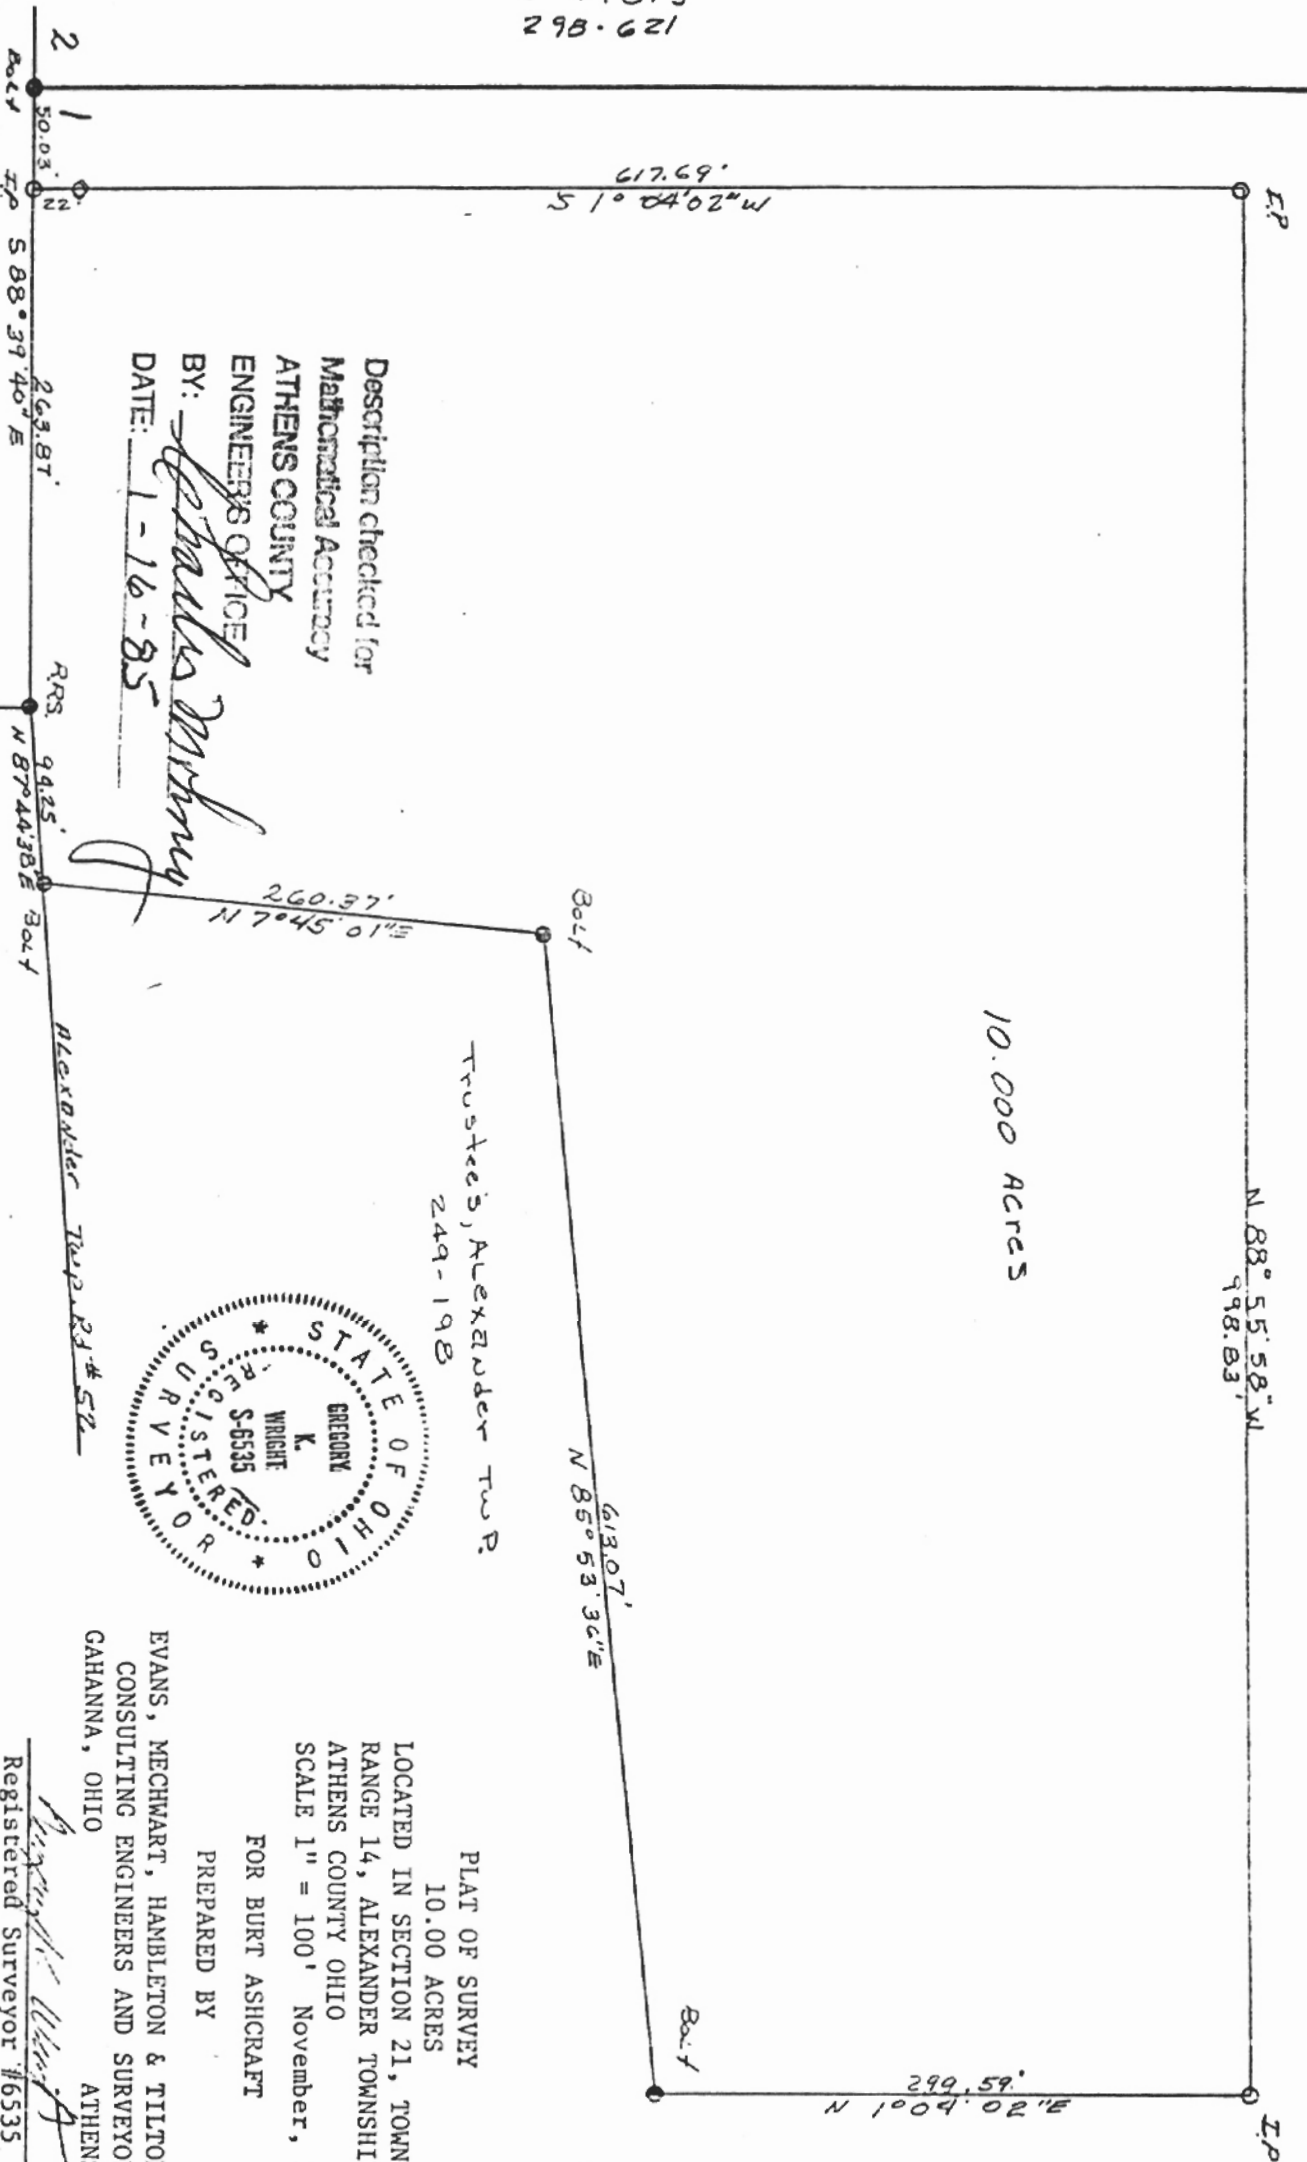 298-621
2
1
Bolt
50.03'
I.P
22'
617.69'
S 1° 04' 02" W
I.P
S 88° 39' 40" E
263.87'
Description checked for
Mathematical Accuracy
ATHENS COUNTY
ENGINEER'S OFFICE
BY:
DATE: 1-16-85
R.R.S.
94.25'
N 87° 44' 38" E
Bolt
260.37'
N 7° 45' 01" E
Bolt
Alexander Twp. Rd # 52
10.000 Acres
N 88° 55' 58" W
998.83'
Trustees, Alexander Twp.
249-198
613.07'
N 85° 53' 36" E
Bolt
299.59'
N 1° 04' 02" E
I.P
STATE OF OHIO
GREGORY
K.
WRIGHT
S-6535
REGISTERED
* SURVEYOR *
PLAT OF SURVEY
10.00 ACRES
LOCATED IN SECTION 21, TOWN
RANGE 14, ALEXANDER TOWNSHI
ATHENS COUNTY OHIO
SCALE 1" = 100' November,
FOR BURT ASHCRAFT
PREPARED BY
EVANS, MECHWART, HAMBLETON & TILTO
CONSULTING ENGINEERS AND SURVEYO
GAHANNA, OHIO ATHEN
Registered Surveyor #6535